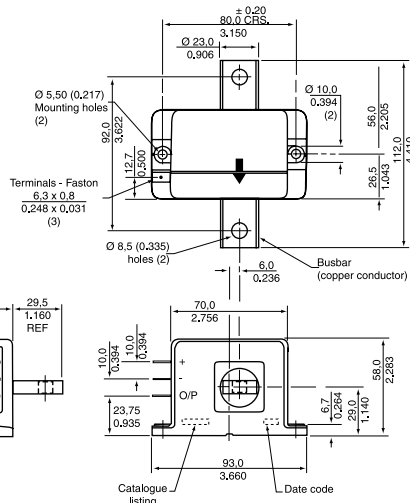 ± 0.20
80,0 CRS.
3.150
Ø 23,0
0.906
Ø 5,50 (0.217)
Mounting holes
(2)
Ø 10,0
0.394
(2)
92,0
3.622
56,0
2.205
112,0
4.410
12,7
0.500
26,5
1.043
Terminals - Faston
6,3 x 0,8
0.248 x 0.031
(3)
Ø 8,5 (0.335)
holes (2)
Busbar
(copper conductor)
6,0
0.236
29,5
1.160
REF
70,0
2.756
10,0
0.394
10,0
0.394
+
-
O/P
58,0
2.283
23,75
0.935
6,7
0.264
29,0
1.140
93,0
3.660
Catalogue
listing
Date code